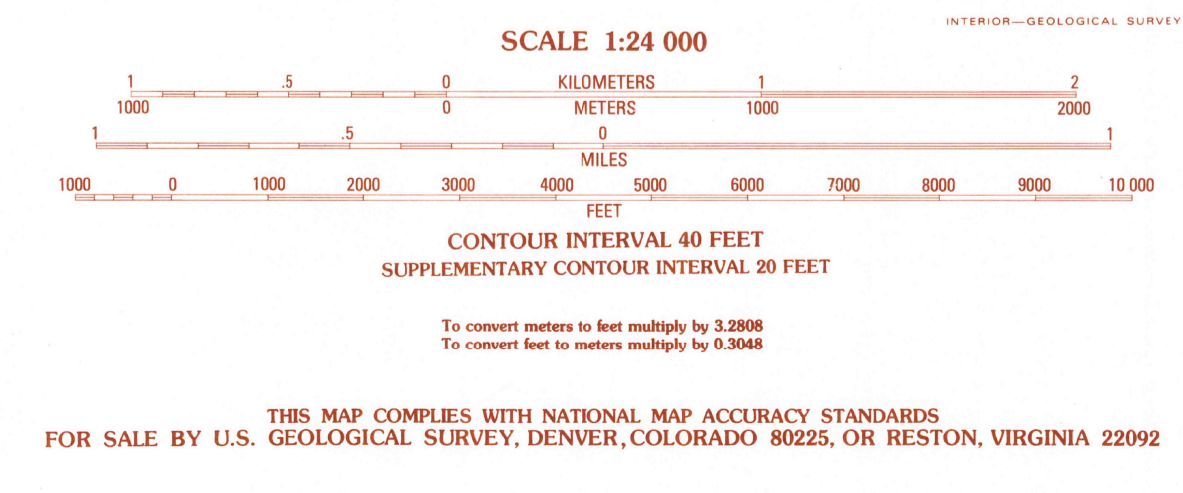 INTERIOR—GEOLOGICAL SURVEY
SCALE 1:24 000
1 .5 0 KILOMETERS 1 2
1000 0 METERS 1000 2000
1 .5 0 1
MILES
1000 0 1000 2000 3000 4000 5000 6000 7000 8000 9000 10 000
FEET
CONTOUR INTERVAL 40 FEET
SUPPLEMENTARY CONTOUR INTERVAL 20 FEET
To convert meters to feet multiply by 3.2808
To convert feet to meters multiply by 0.3048
THIS MAP COMPLIES WITH NATIONAL MAP ACCURACY STANDARDS
FOR SALE BY U.S. GEOLOGICAL SURVEY, DENVER, COLORADO 80225, OR RESTON, VIRGINIA 22092